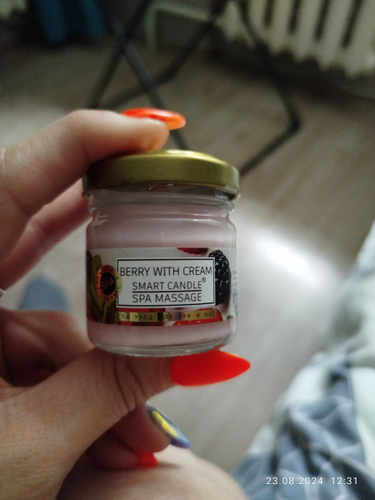 BERRY WITH CREAM
SMART CANDLE®
SPA MASSAGE
23.08.2024 12:31